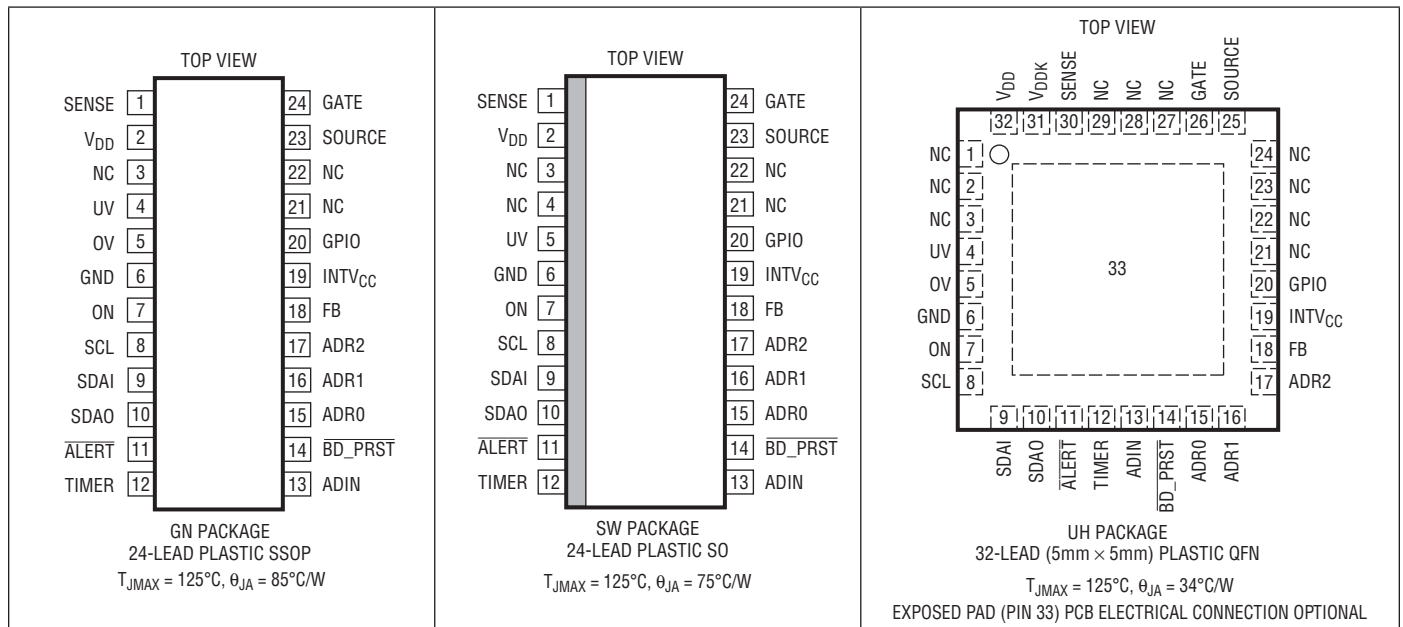 TOP VIEW
SENSE 1
V_DD 2
NC 3
UV 4
OV 5
GND 6
ON 7
SCL 8
SDAI 9
SDAO 10
ALERT 11
TIMER 12
24 GATE
23 SOURCE
22 NC
21 NC
20 GPIO
19 INTV_CC
18 FB
17 ADR2
16 ADR1
15 ADR0
14 BD_PRST
13 ADIN
GN PACKAGE
24-LEAD PLASTIC SSOP
T_JMAX = 125°C, θ_JA = 85°C/W
TOP VIEW
SENSE 1
V_DD 2
NC 3
NC 4
UV 5
GND 6
ON 7
SCL 8
SDAI 9
SDAO 10
ALERT 11
TIMER 12
24 GATE
23 SOURCE
22 NC
21 NC
20 GPIO
19 INTV_CC
18 FB
17 ADR2
16 ADR1
15 ADR0
14 BD_PRST
13 ADIN
SW PACKAGE
24-LEAD PLASTIC SO
T_JMAX = 125°C, θ_JA = 75°C/W
TOP VIEW
V_DD V_DDK SENSE NC NC NC GATE SOURCE
32 31 30 29 28 27 26 25
NC 1
NC 2
NC 3
UV 4
OV 5
GND 6
ON 7
SCL 8
33
24 NC
23 NC
22 NC
21 NC
20 GPIO
19 INTV_CC
18 FB
17 ADR2
9 10 11 12 13 14 15 16
SDAI SDAO ALERT TIMER ADIN BD_PRST ADR0 ADR1
UH PACKAGE
32-LEAD (5mm × 5mm) PLASTIC QFN
T_JMAX = 125°C, θ_JA = 34°C/W
EXPOSED PAD (PIN 33) PCB ELECTRICAL CONNECTION OPTIONAL